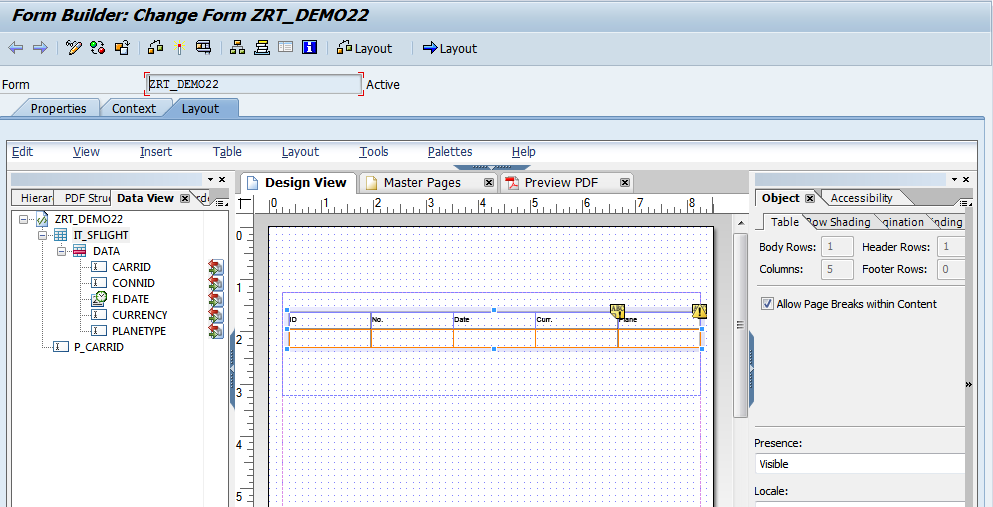 Form Builder: Change Form ZRT_DEMO22
Layout Layout
Form ZRT_DEMO22 Active
Properties Context Layout
Edit View Insert Table Layout Tools Palettes Help
Hierar PDF Struc Data View
Design View Master Pages Preview PDF
Object Accessibility
ZRT_DEMO22
IT_SFLIGHT
DATA
CARRID
CONNID
FLDATE
CURRENCY
PLANETYPE
P_CARRID
0 1 2 3 4 5 6 7 8
0
1
2
3
4
5
ID No. Date Curr. Plane
Table Row Shading gination inding
Body Rows: 1 Header Rows: 1
Columns: 5 Footer Rows: 0
Allow Page Breaks within Content
Presence:
Visible
Locale: